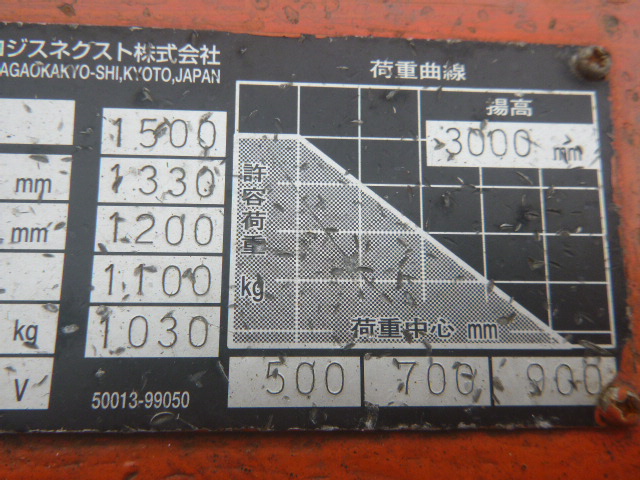 ロジスネクスト株式会社
AGAOKAKYO-SHI,KYOTO,JAPAN
荷重曲線
揚高
3000 mm
1500
mm 1330
mm 1200
1100
kg 1030
V
許容荷重 kg
荷重中心 mm
500 700 900
50013-99050